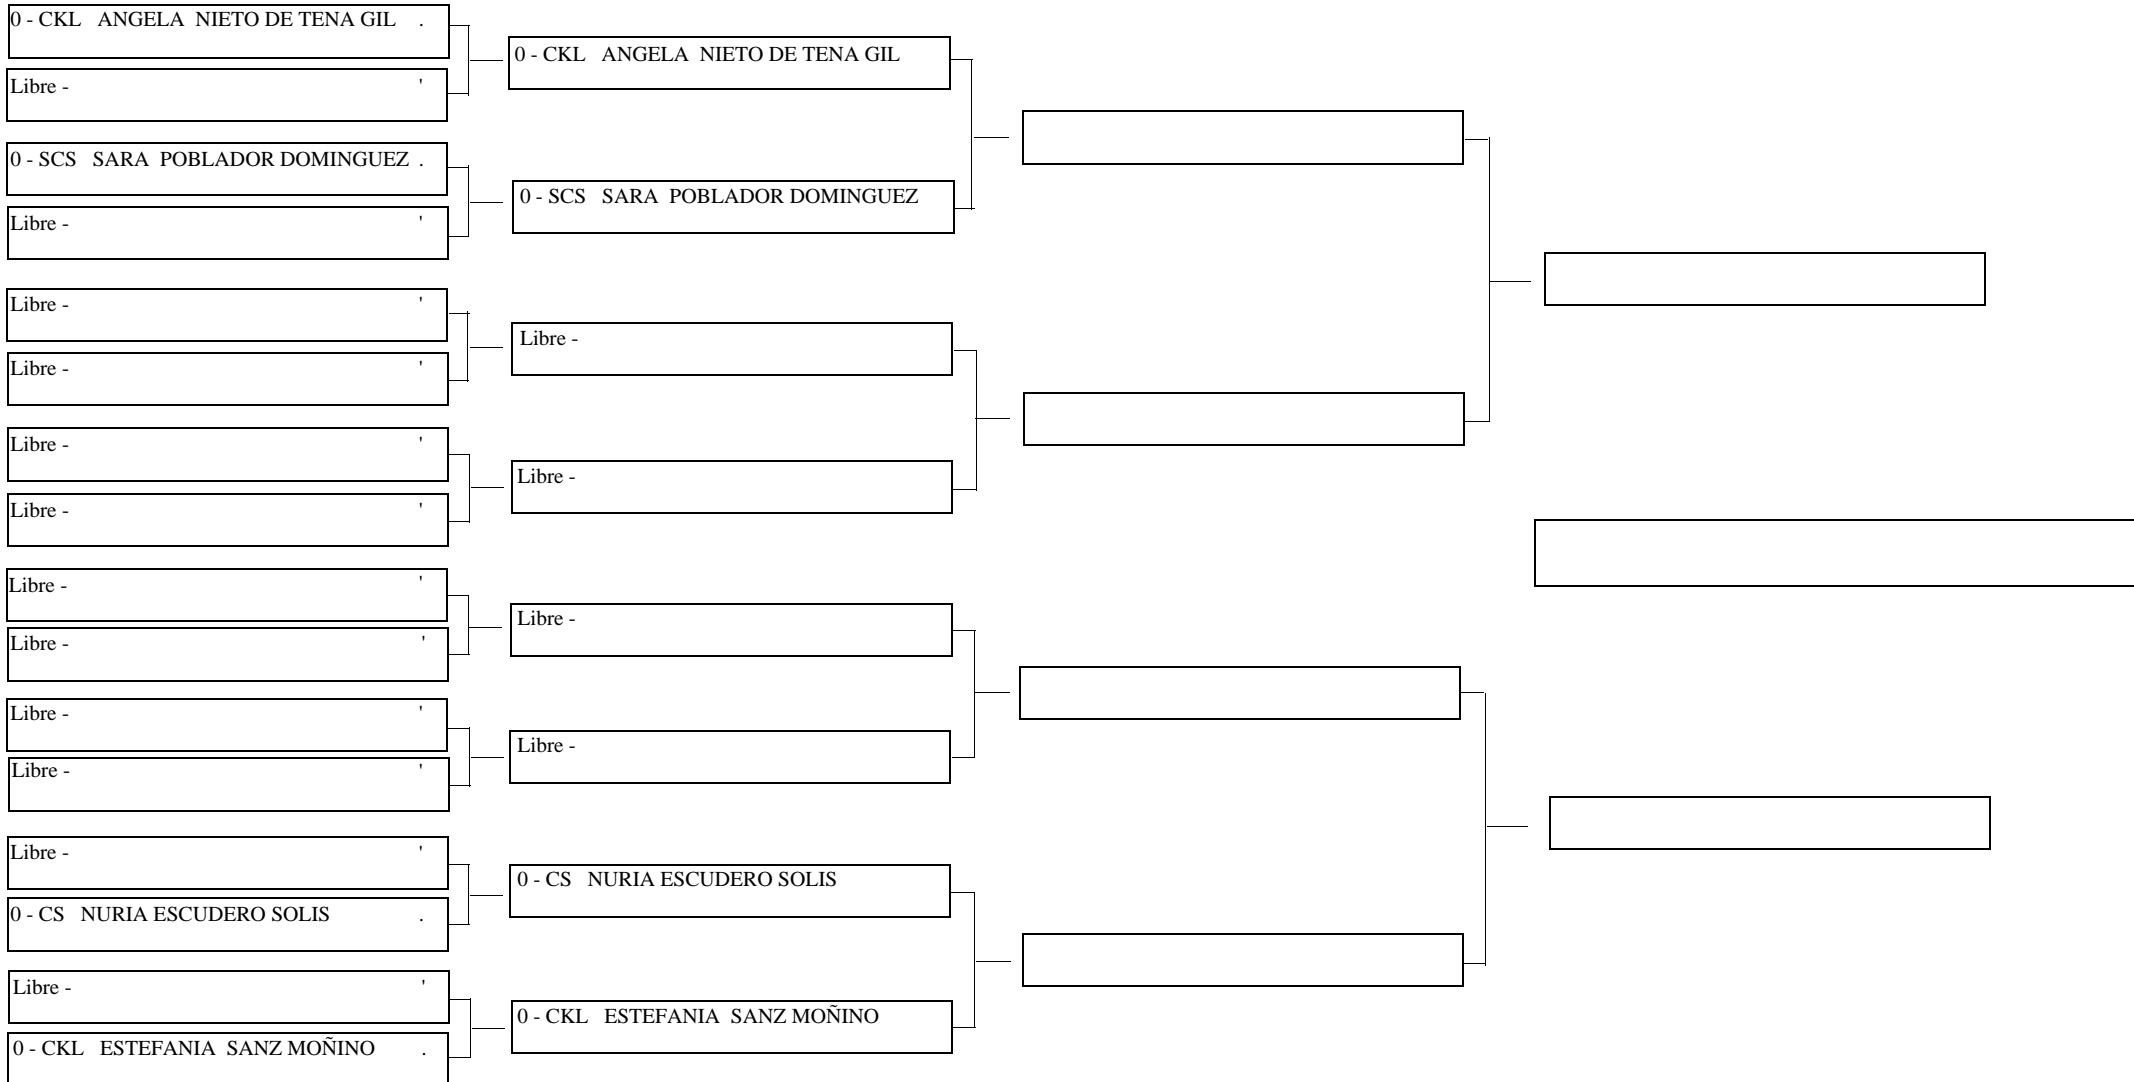 0 - CKL ANGELA NIETO DE TENA GIL .
Libre - '
0 - SCS SARA POBLADOR DOMINGUEZ .
Libre - '
Libre - '
Libre - '
Libre - '
Libre - '
Libre - '
Libre - '
Libre - '
Libre - '
Libre - '
0 - CS NURIA ESCUDERO SOLIS .
Libre - '
0 - CKL ESTEFANIA SANZ MOÑINO .
0 - CKL ANGELA NIETO DE TENA GIL
0 - SCS SARA POBLADOR DOMINGUEZ
Libre -
Libre -
Libre -
Libre -
0 - CS NURIA ESCUDERO SOLIS
0 - CKL ESTEFANIA SANZ MOÑINO